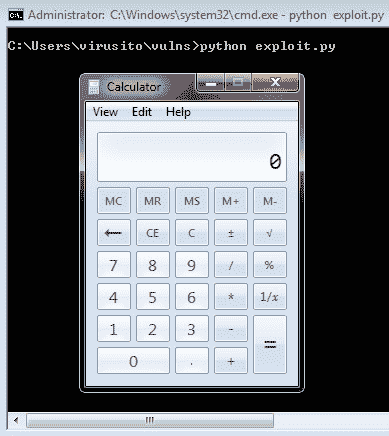 Administrator: C:\Windows\system32\cmd.exe - python exploit.py
C:\Users\virusito\vulns>python exploit.py
Calculator
View Edit Help
0
MC MR MS M+ M-
← CE C ± √
7 8 9 / %
4 5 6 * 1/x
1 2 3 - =
0 . +